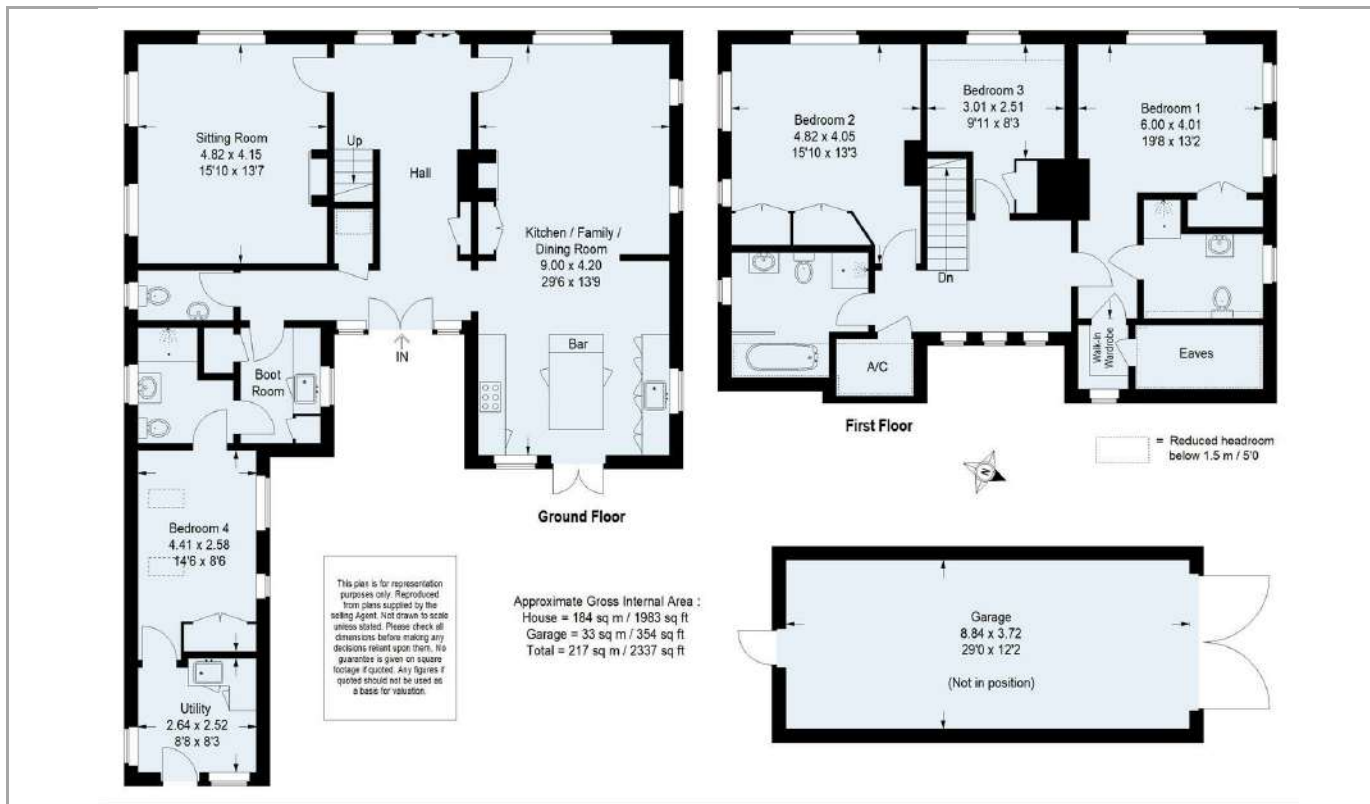 Sitting Room
4.82 x 4.15
15'10 x 13'7
Up
Hall
Kitchen / Family /
Dining Room
9.00 x 4.20
29'6 x 13'9
IN
Bar
Boot
Room
Bedroom 4
4.41 x 2.58
14'6 x 8'6
Utility
2.64 x 2.52
8'8 x 8'3
Ground Floor
Bedroom 2
4.82 x 4.05
15'10 x 13'3
Bedroom 3
3.01 x 2.51
9'11 x 8'3
Bedroom 1
6.00 x 4.01
19'8 x 13'2
Dn
A/C
Walk-In
Wardrobe
Eaves
First Floor
= Reduced headroom
below 1.5 m / 5'0
N
This plan is for representation
purposes only. Reproduced
from plans supplied by the
selling Agent. Not drawn to scale
unless stated. Please check all
dimensions before making any
decisions reliant upon them. No
guarantee is given on square
footage if quoted. Any figures if
quoted should not be used as
a basis for valuation.
Approximate Gross Internal Area :
House = 184 sq m / 1983 sq ft
Garage = 33 sq m / 354 sq ft
Total = 217 sq m / 2337 sq ft
Garage
8.84 x 3.72
29'0 x 12'2
(Not in position)